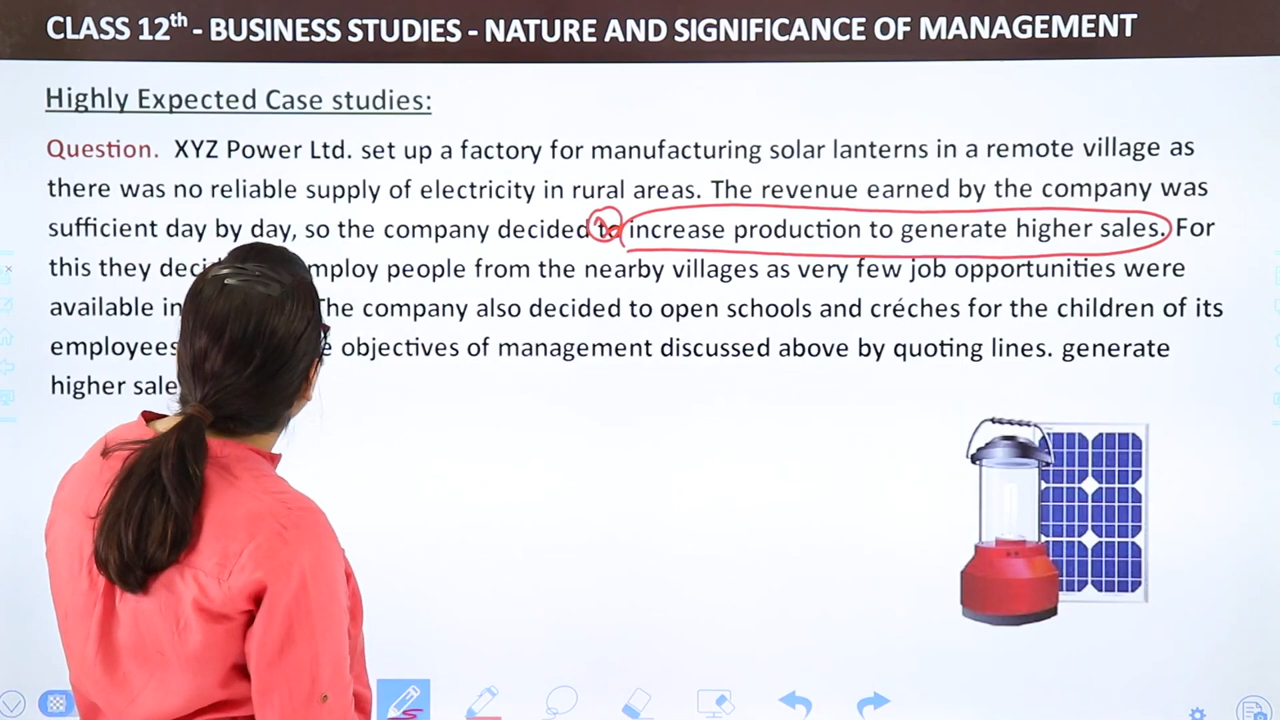 CLASS 12th - BUSINESS STUDIES - NATURE AND SIGNIFICANCE OF MANAGEMENT
Highly Expected Case studies:
Question. XYZ Power Ltd. set up a factory for manufacturing solar lanterns in a remote village as
there was no reliable supply of electricity in rural areas. The revenue earned by the company was
sufficient day by day, so the company decided to increase production to generate higher sales. For
this they mploy people from the nearby villages as very few job opportunities were
available in he company also decided to open schools and créches for the children of its
employees objectives of management discussed above by quoting lines. generate
higher sale